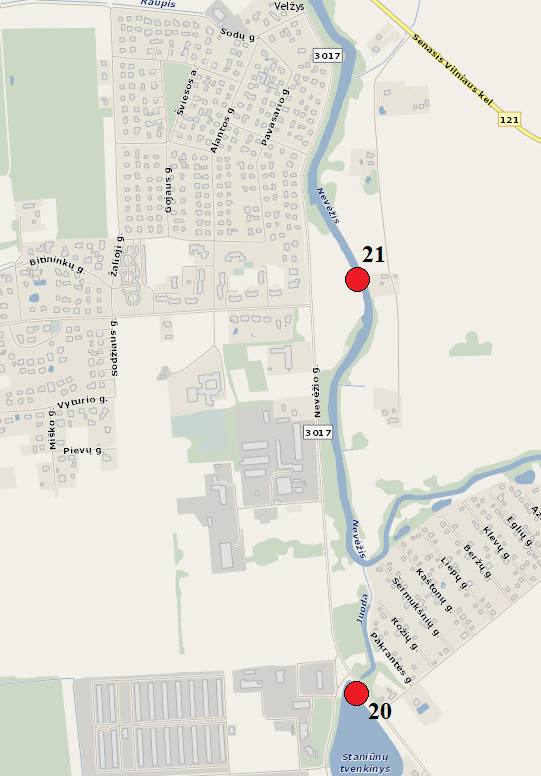 Raupis
Velžys
Sodų g.
3017
Senasis Vilniaus kel.
121
Šviesos a.
Alantos g.
Pavasario g.
Gojaus g.
Nevėžis
21
Bitininkų g.
Žalioji g.
Sodžiaus g.
Nevėžio g.
Vyturio g.
Miško g.
Pievų g.
3017
Nevėžis
Juoda
Eglių g.
Klevų g.
Beržų g.
Liepų g.
Kaštonų g.
Šermukšnių g.
Rožių g.
Pakrantės g.
20
Staniūnų
tvenkinys